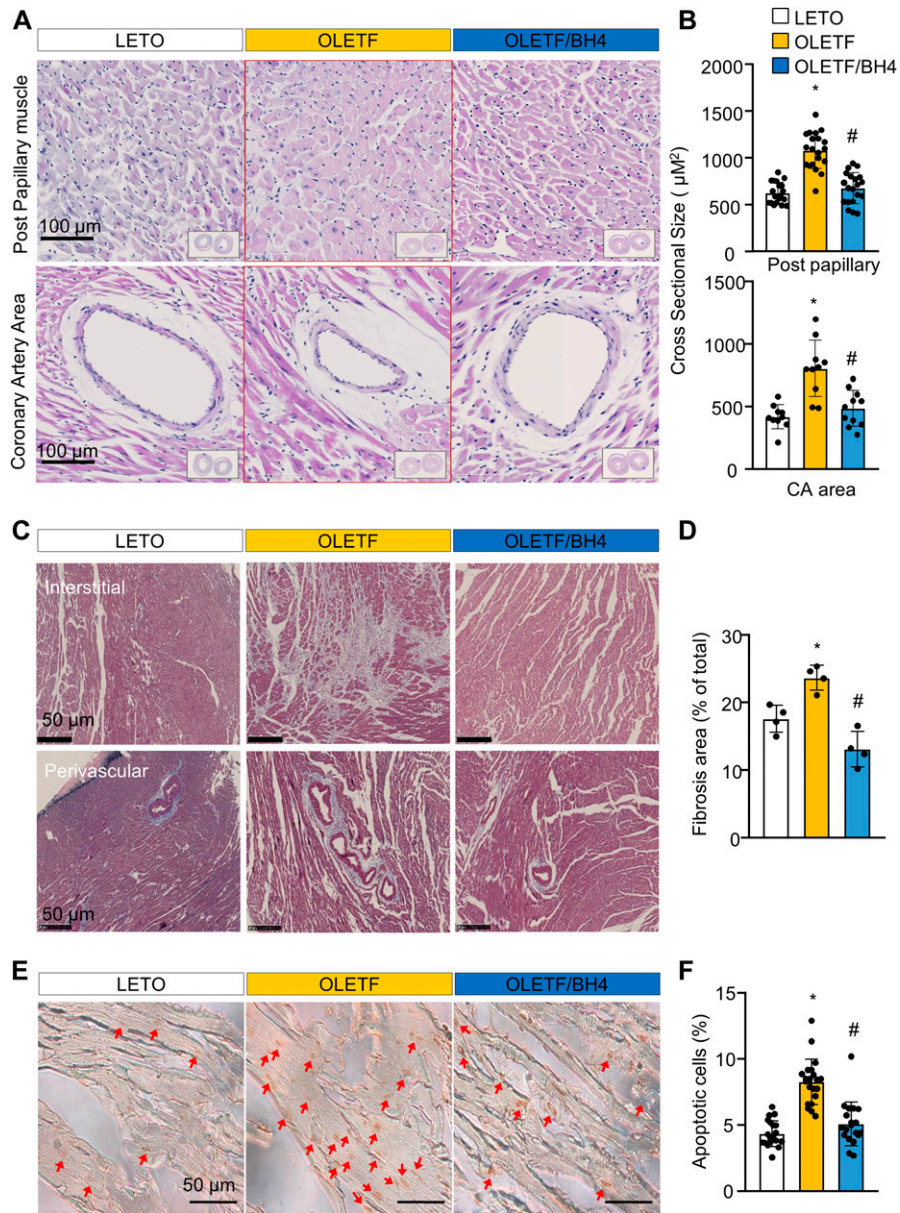 A
LETO
OLETF
OLETF/BH4
Post Papillary muscle
100 µm
Coronary Artery Area
100 µm
B
LETO
OLETF
OLETF/BH4
Cross Sectional Size ( µM²)
2000
1500
1000
500
0
*
#
Post papillary
1500
1000
500
0
*
#
CA area
C
LETO
OLETF
OLETF/BH4
Interstitial
50 µm
Perivascular
50 µm
D
Fibrosis area (% of total)
30
20
10
0
*
#
E
LETO
OLETF
OLETF/BH4
50 µm
F
Apoptotic cells (%)
15
10
5
0
*
#